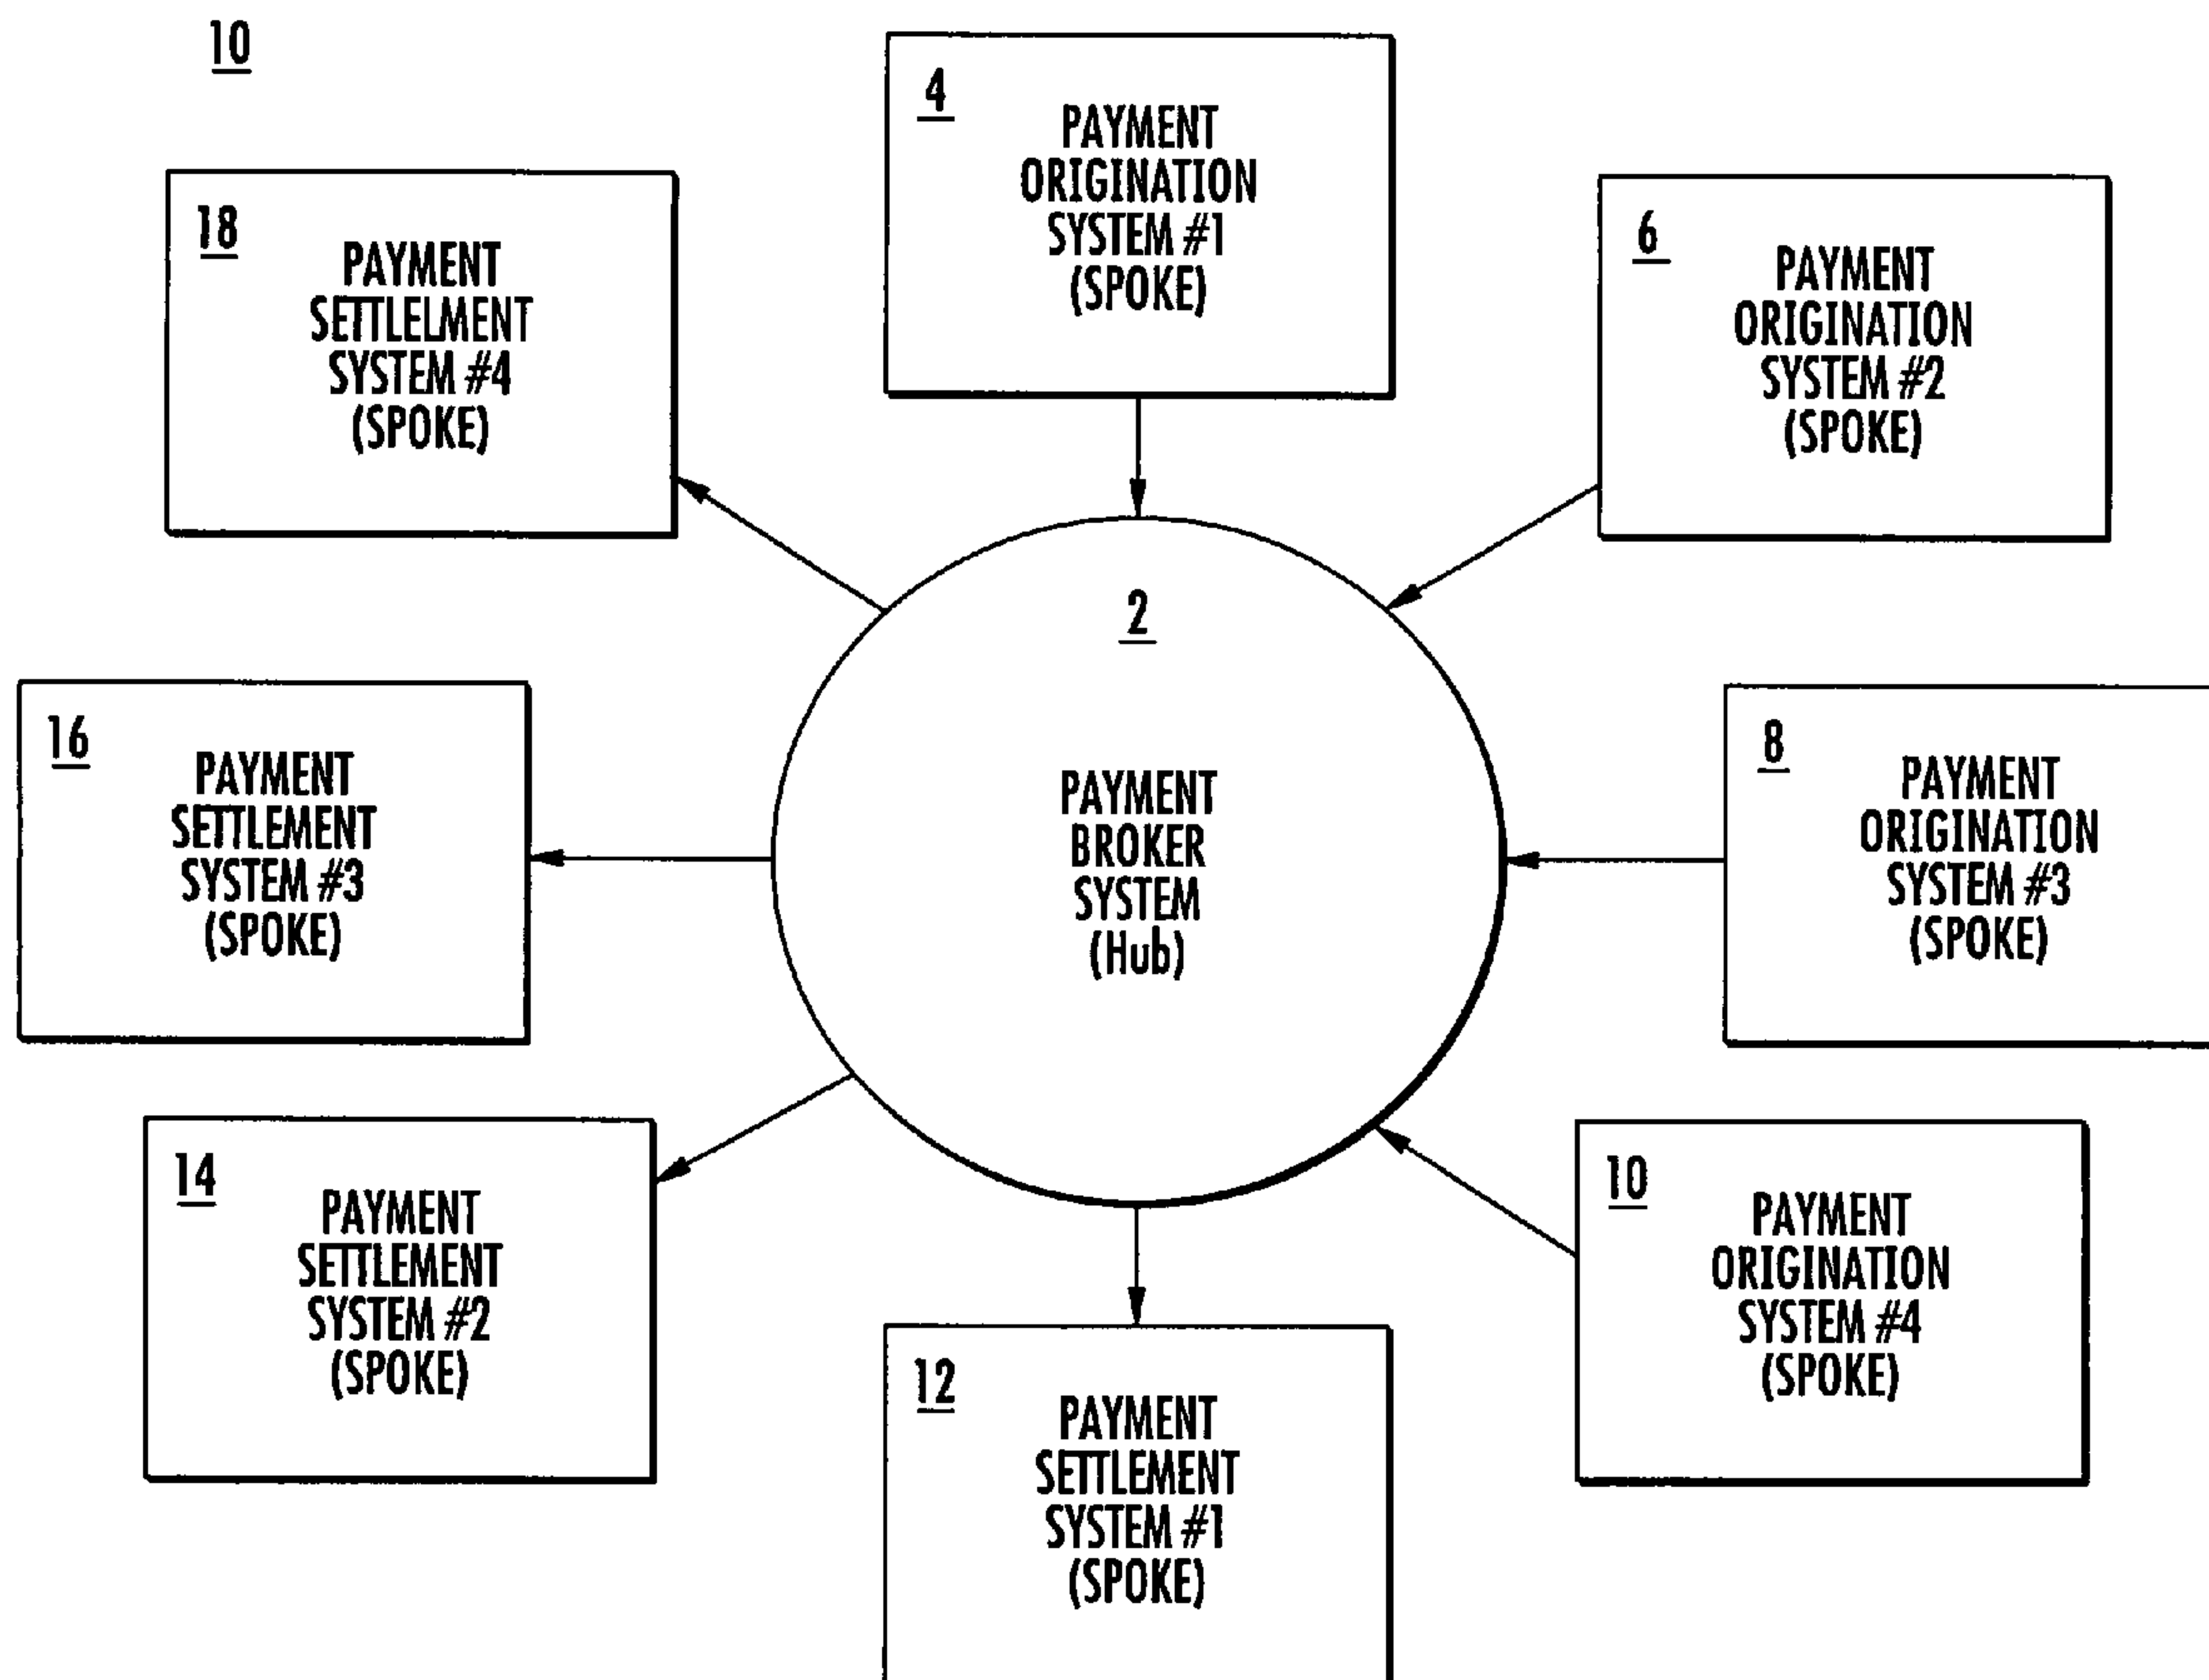 10
4
PAYMENT
ORIGINATION
SYSTEM #1
(SPOKE)
18
PAYMENT
SETTLELMENT
SYSTEM #4
(SPOKE)
6
PAYMENT
ORIGINATION
SYSTEM #2
(SPOKE)
2
PAYMENT
BROKER
SYSTEM
(Hub)
16
PAYMENT
SETTLEMENT
SYSTEM #3
(SPOKE)
8
PAYMENT
ORIGINATION
SYSTEM #3
(SPOKE)
14
PAYMENT
SETTLEMENT
SYSTEM #2
(SPOKE)
10
PAYMENT
ORIGINATION
SYSTEM #4
(SPOKE)
12
PAYMENT
SETTLEMENT
SYSTEM #1
(SPOKE)